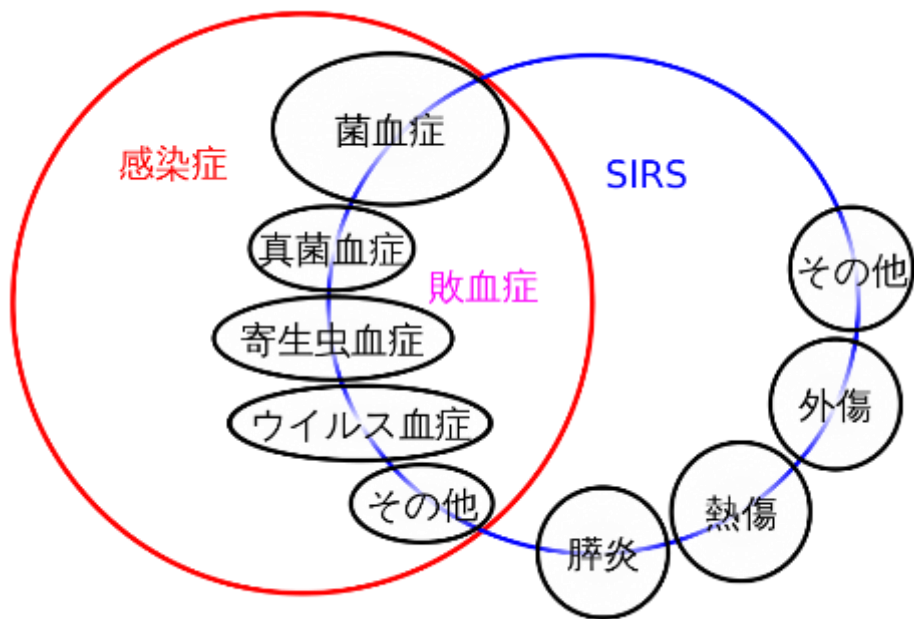 菌血症
感染症
SIRS
真菌血症
敗血症
その他
寄生虫血症
外傷
ウイルス血症
その他
熱傷
膵炎